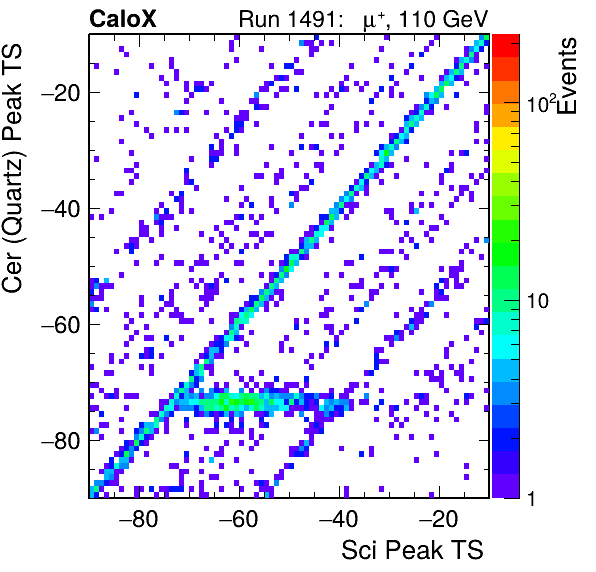 CaloX Run 1491: μ⁺, 110 GeV
Cer (Quartz) Peak TS
−20
−40
−60
−80
−80 −60 −40 −20
Sci Peak TS
Events
10²
10
1